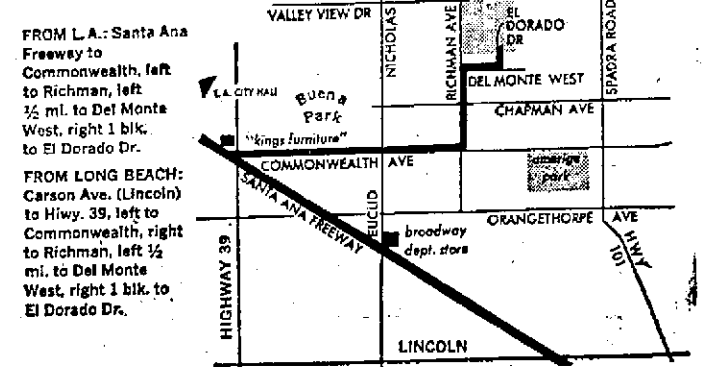 FROM L.A.: Santa Ana
Freeway to
Commonwealth, left
to Richman, left
½ mi. to Del Monte
West, right 1 blk.
to El Dorado Dr.
FROM LONG BEACH:
Carson Ave. (Lincoln)
to Hiwy. 39, left to
Commonwealth, right
to Richman, left ½
mi. to Del Monte
West, right 1 blk. to
El Dorado Dr.
VALLEY VIEW DR
NICHOLAS
RICHMAN AVE
EL
DORADO
DR
SPADRA ROAD
DEL MONTE WEST
L.A. CITY HALL
Buena
Park
CHAPMAN AVE
"kings furniture"
COMMONWEALTH AVE
amerige
park
SANTA ANA FREEWAY
EUCLID
ORANGETHORPE AVE
broadway
dept. store
HIGHWAY 39
HWY
101
LINCOLN